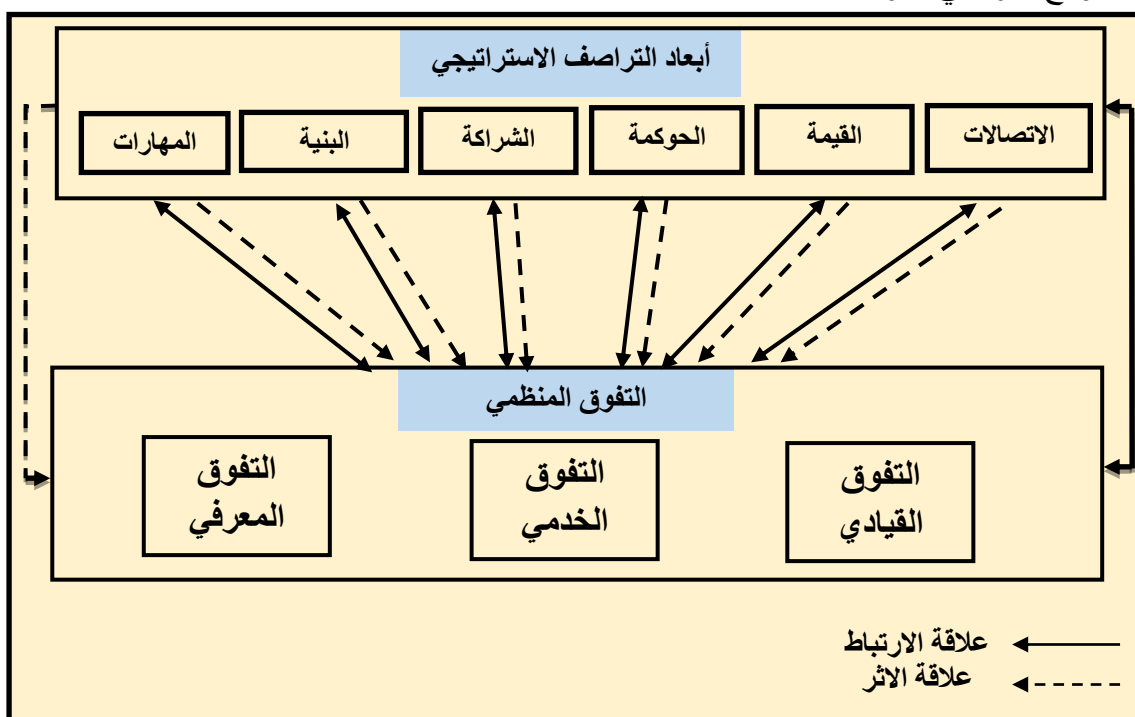 أبعاد التراصف الاستراتيجي
الاتصالات
القيمة
الحوكمة
الشراكة
البنية
المهارات
التفوق المنظمي
التفوق
القيادي
التفوق
الخدمي
التفوق
المعرفي
علاقة الارتباط
علاقة الاثر